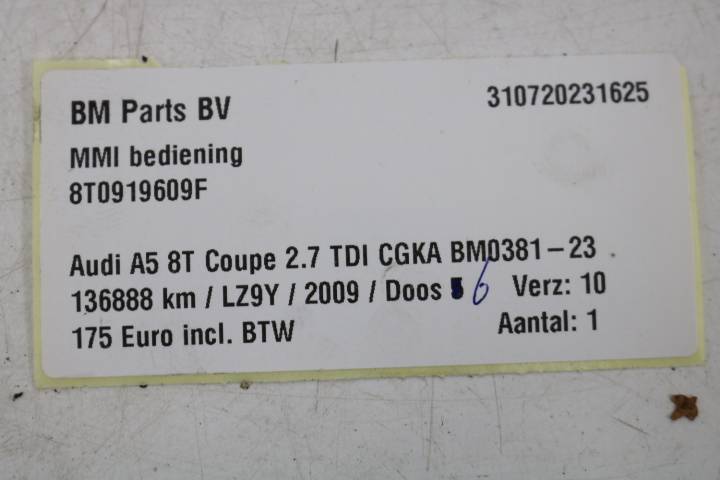 BM Parts BV 310720231625
MMI bediening
8T0919609F
Audi A5 8T Coupe 2.7 TDI CGKA BM0381-23
136888 km / LZ9Y / 2009 / Doos 6 Verz: 10
175 Euro incl. BTW Aantal: 1